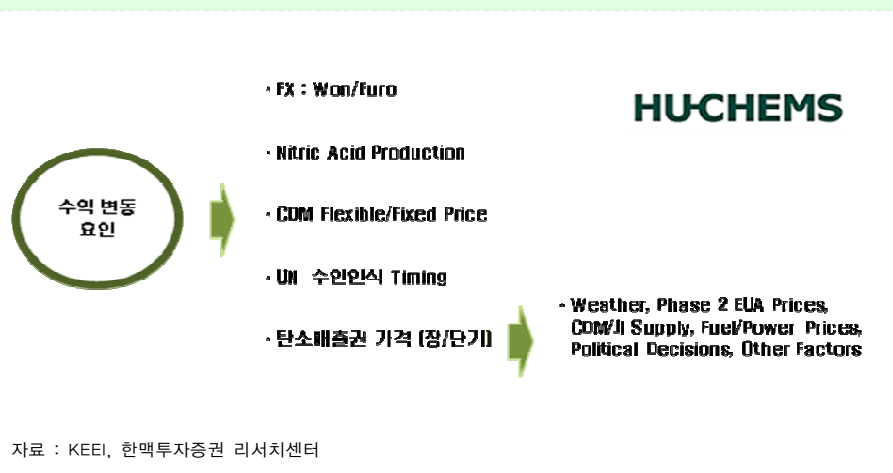 수익 변동
요인
· FX : Won/Euro
· Nitric Acid Production
· CDM Flexible/Fixed Price
· UN 수인인식 Timing
· 탄소배출권 가격 (장/단기)
HU-CHEMS
- Weather, Phase 2 EUA Prices,
CDM/JI Supply, Fuel/Power Prices,
Political Decisions, Other Factors
자료 : KEEI, 한맥투자증권 리서치센터